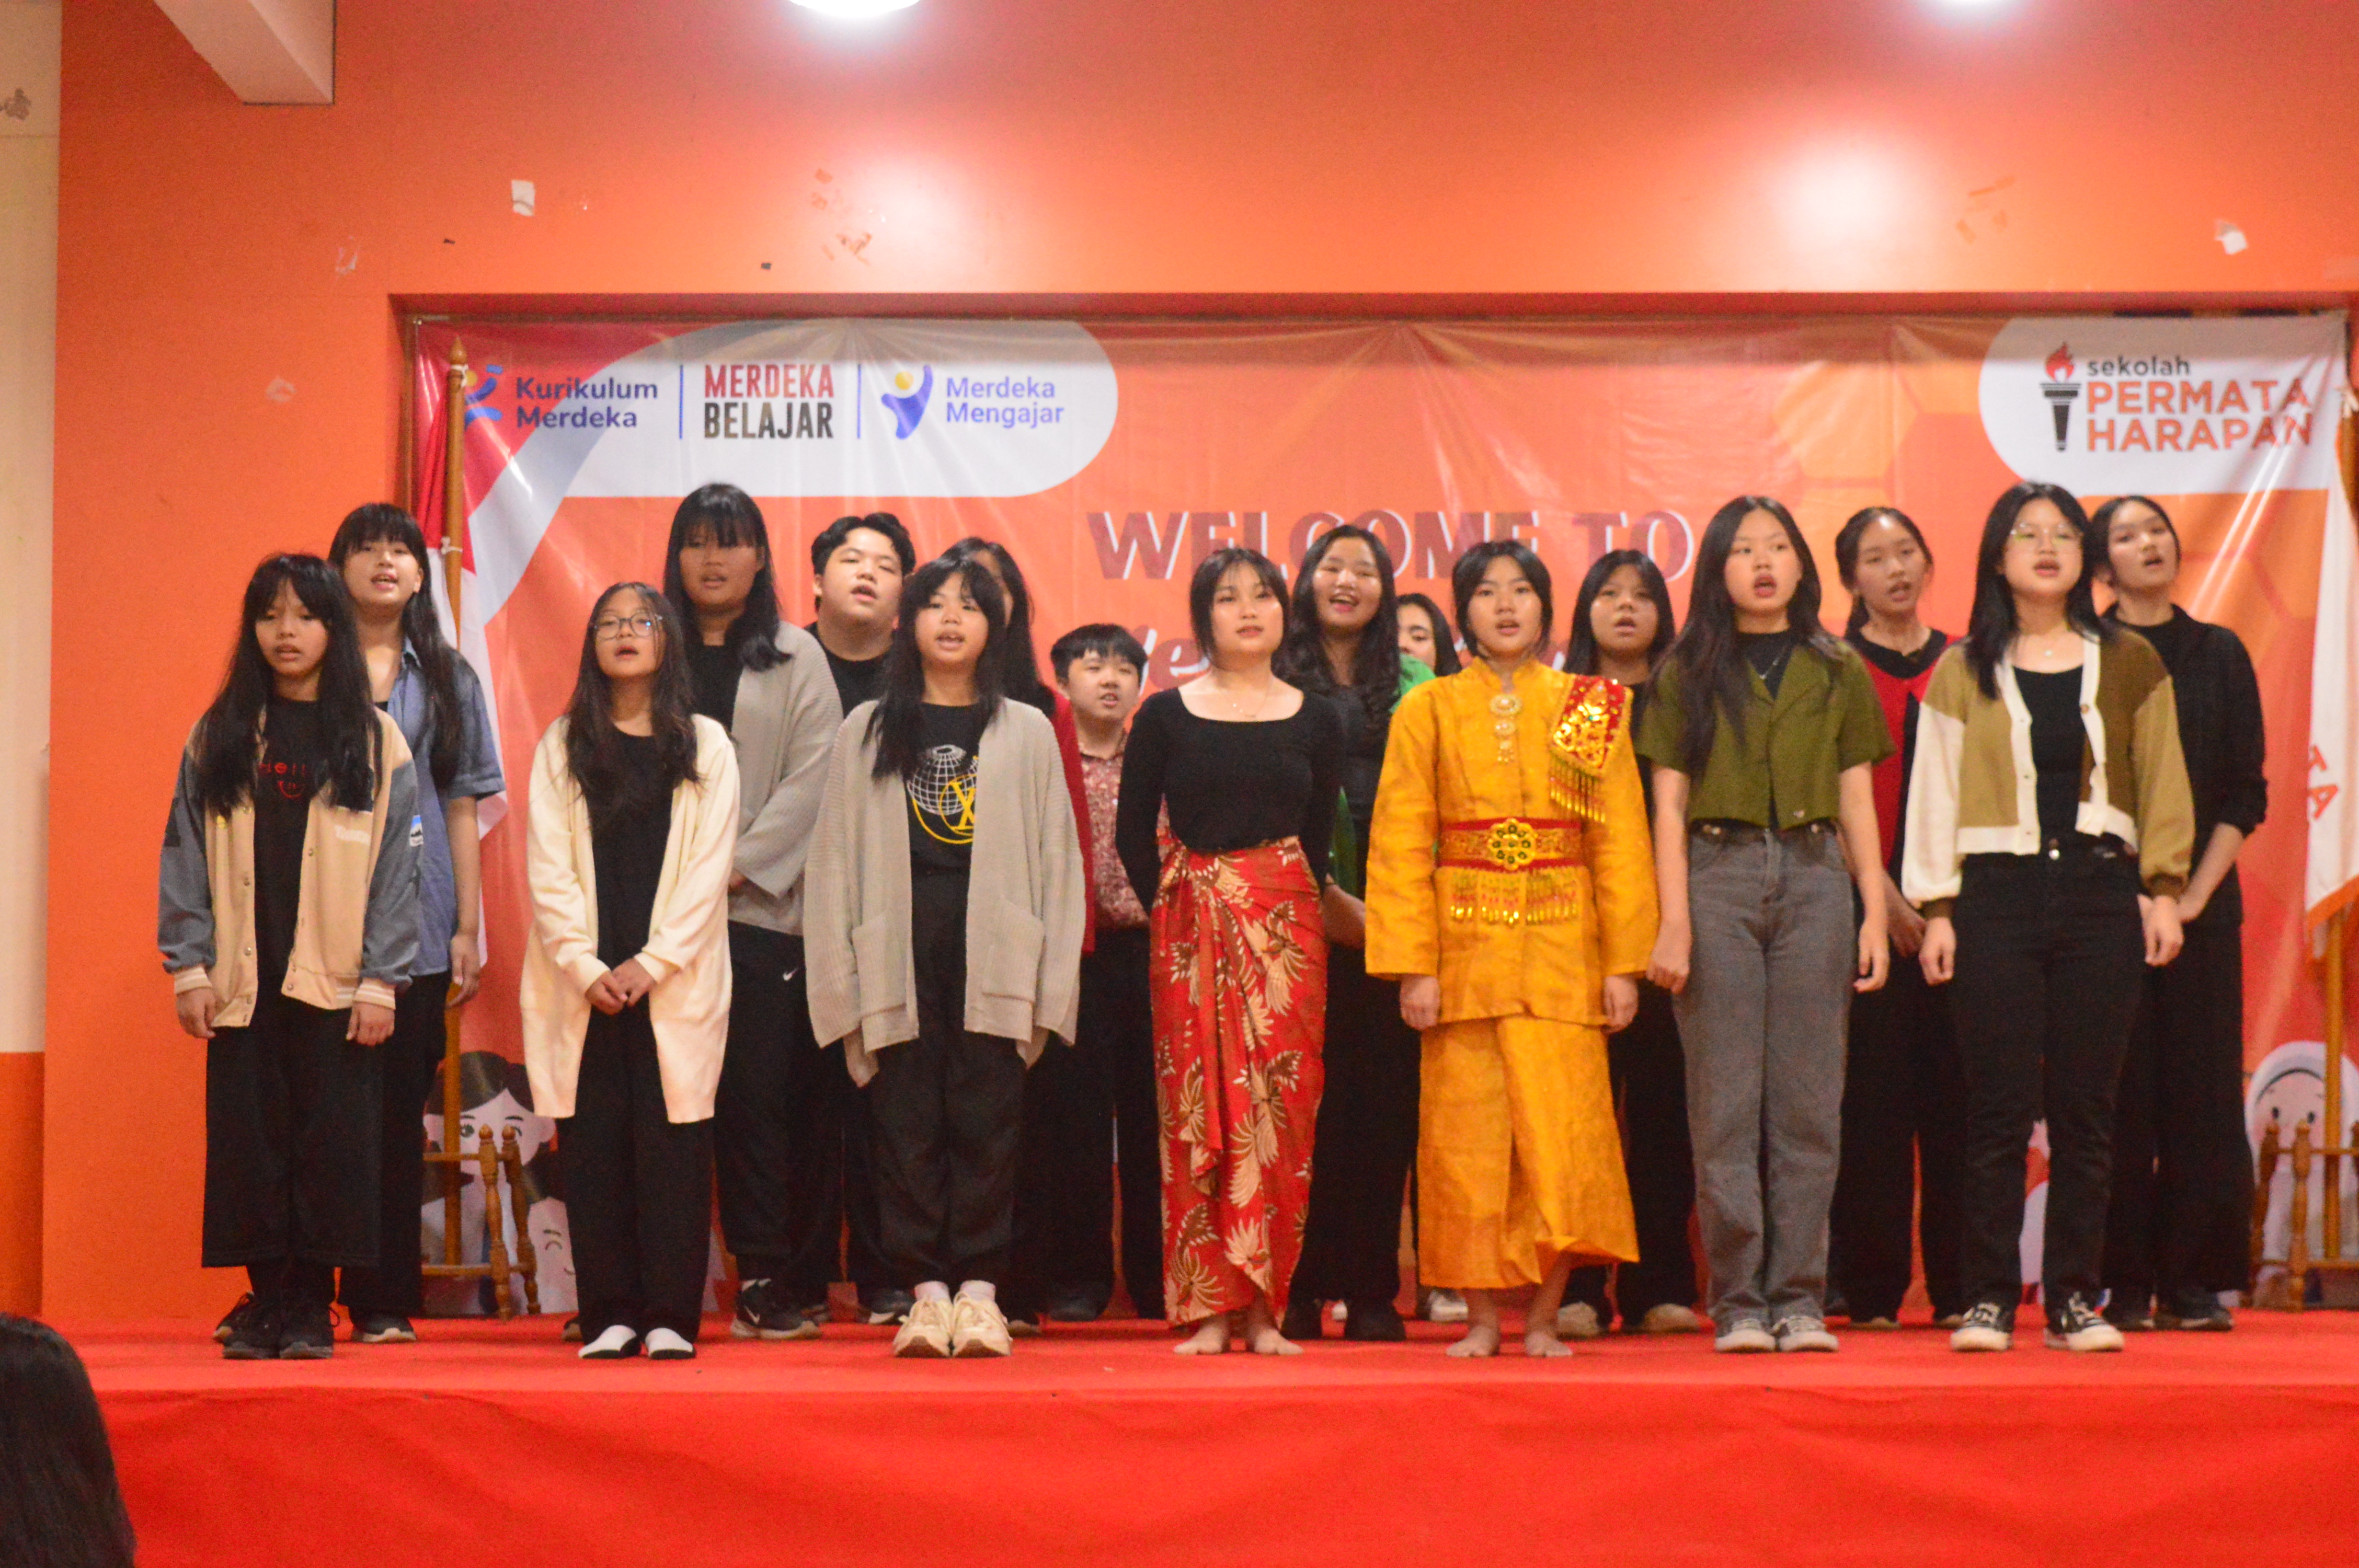 Kurikulum
Merdeka
MERDEKA
BELAJAR
Merdeka
Mengajar
sekolah
PERMATA
HARAPAN
WELCOME TO